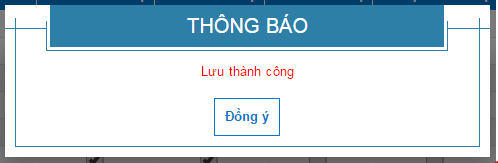 THÔNG BÁO
Lưu thành công
Đồng ý